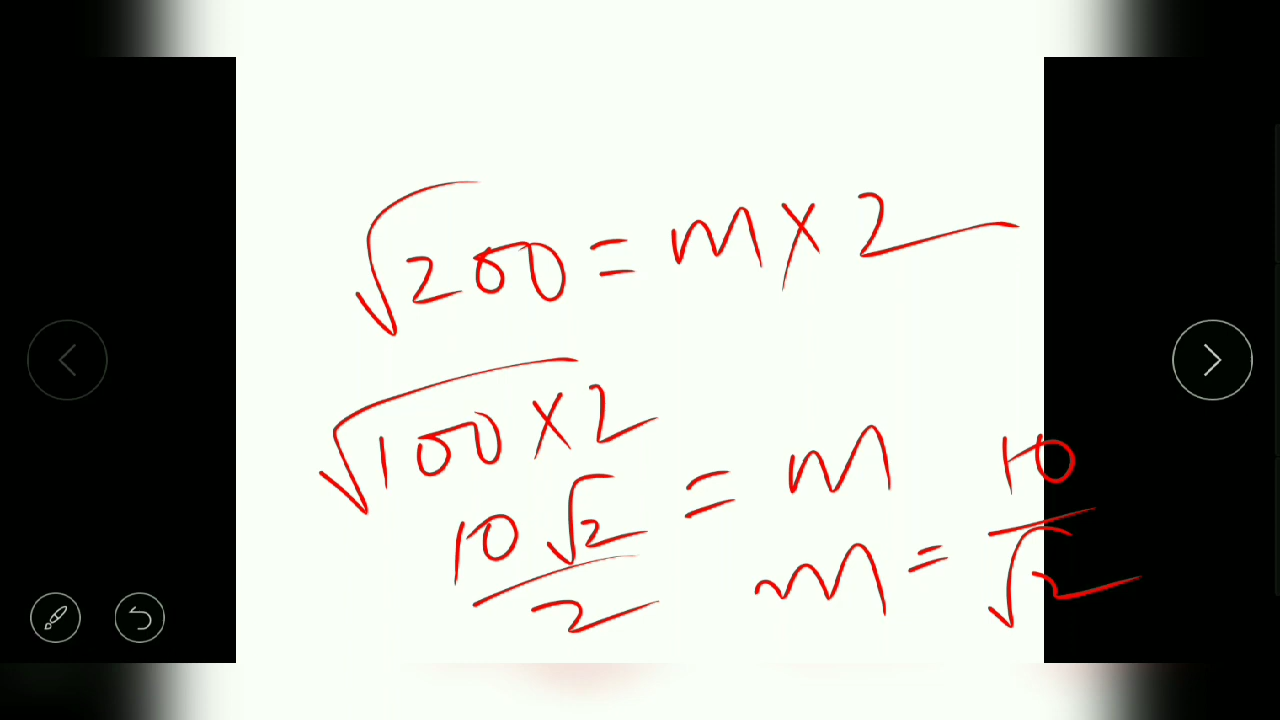 √200 = m × 2
√100 × 2
10√2 / 2 = m
m = 10 / √2